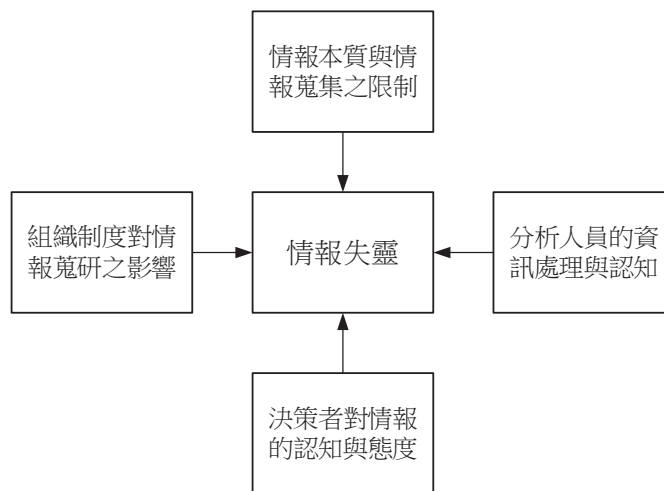 情報本質與情
報蒐集之限制
組織制度對情
報蒐研之影響
情報失靈
分析人員的資
訊處理與認知
決策者對情報
的認知與態度